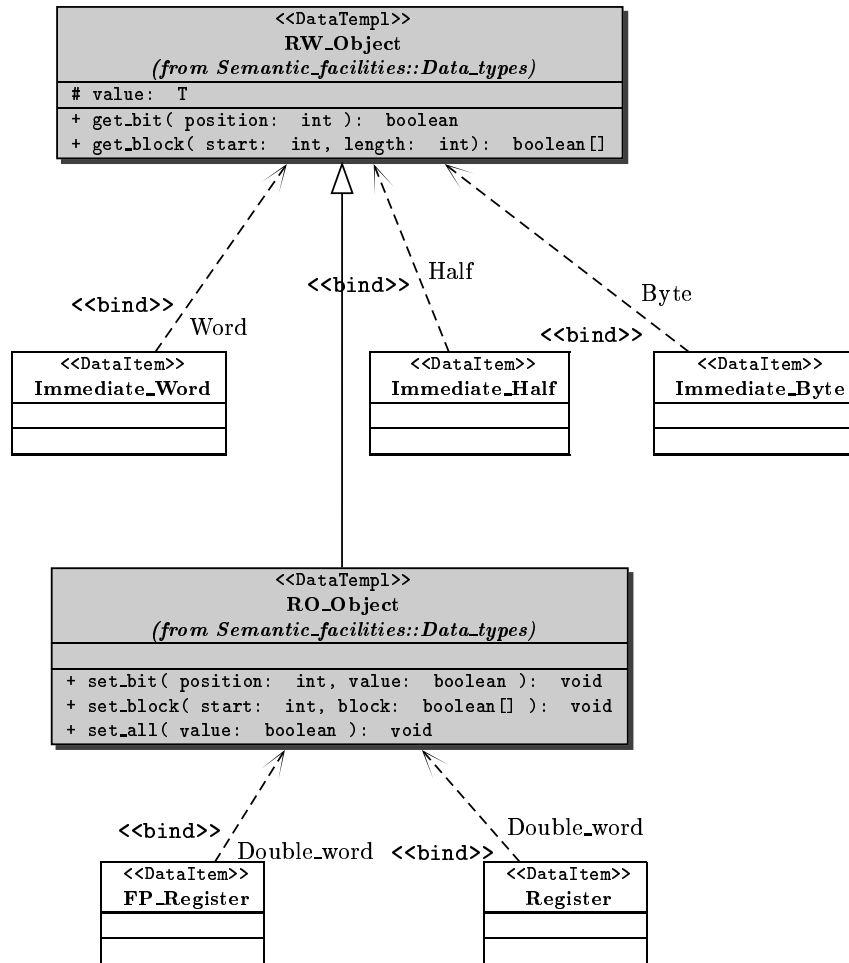 <<DataTempl>>
RW_Object
(from Semantic_facilities::Data_types)
# value: T
+ get_bit( position: int ): boolean
+ get_block( start: int, length: int): boolean[]
<<bind>>
Word
<<bind>>
Half
<<bind>>
Byte
<<DataItem>>
Immediate_Word
<<DataItem>>
Immediate_Half
<<DataItem>>
Immediate_Byte
<<DataTempl>>
RO_Object
(from Semantic_facilities::Data_types)
+ set_bit( position: int, value: boolean ): void
+ set_block( start: int, block: boolean[] ): void
+ set_all( value: boolean ): void
<<bind>>
Double_word
<<bind>>
Double_word
<<DataItem>>
FP_Register
<<DataItem>>
Register